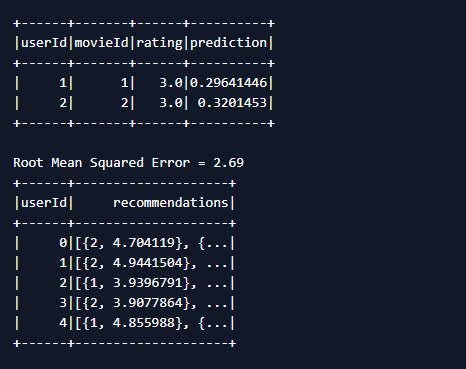 +------+-------+------+----------+
|userId|movieId|rating|prediction|
+------+-------+------+----------+
|     1|      1|   3.0|0.29641446|
|     2|      2|   3.0| 0.3201453|
+------+-------+------+----------+
Root Mean Squared Error = 2.69
+------+--------------------+
|userId|     recommendations|
+------+--------------------+
|     0|[{2, 4.704119}, {...|
|     1|[{2, 4.9441504}, ...|
|     2|[{1, 3.9396791}, ...|
|     3|[{2, 3.9077864}, ...|
|     4|[{1, 4.855988}, {...|
+------+--------------------+